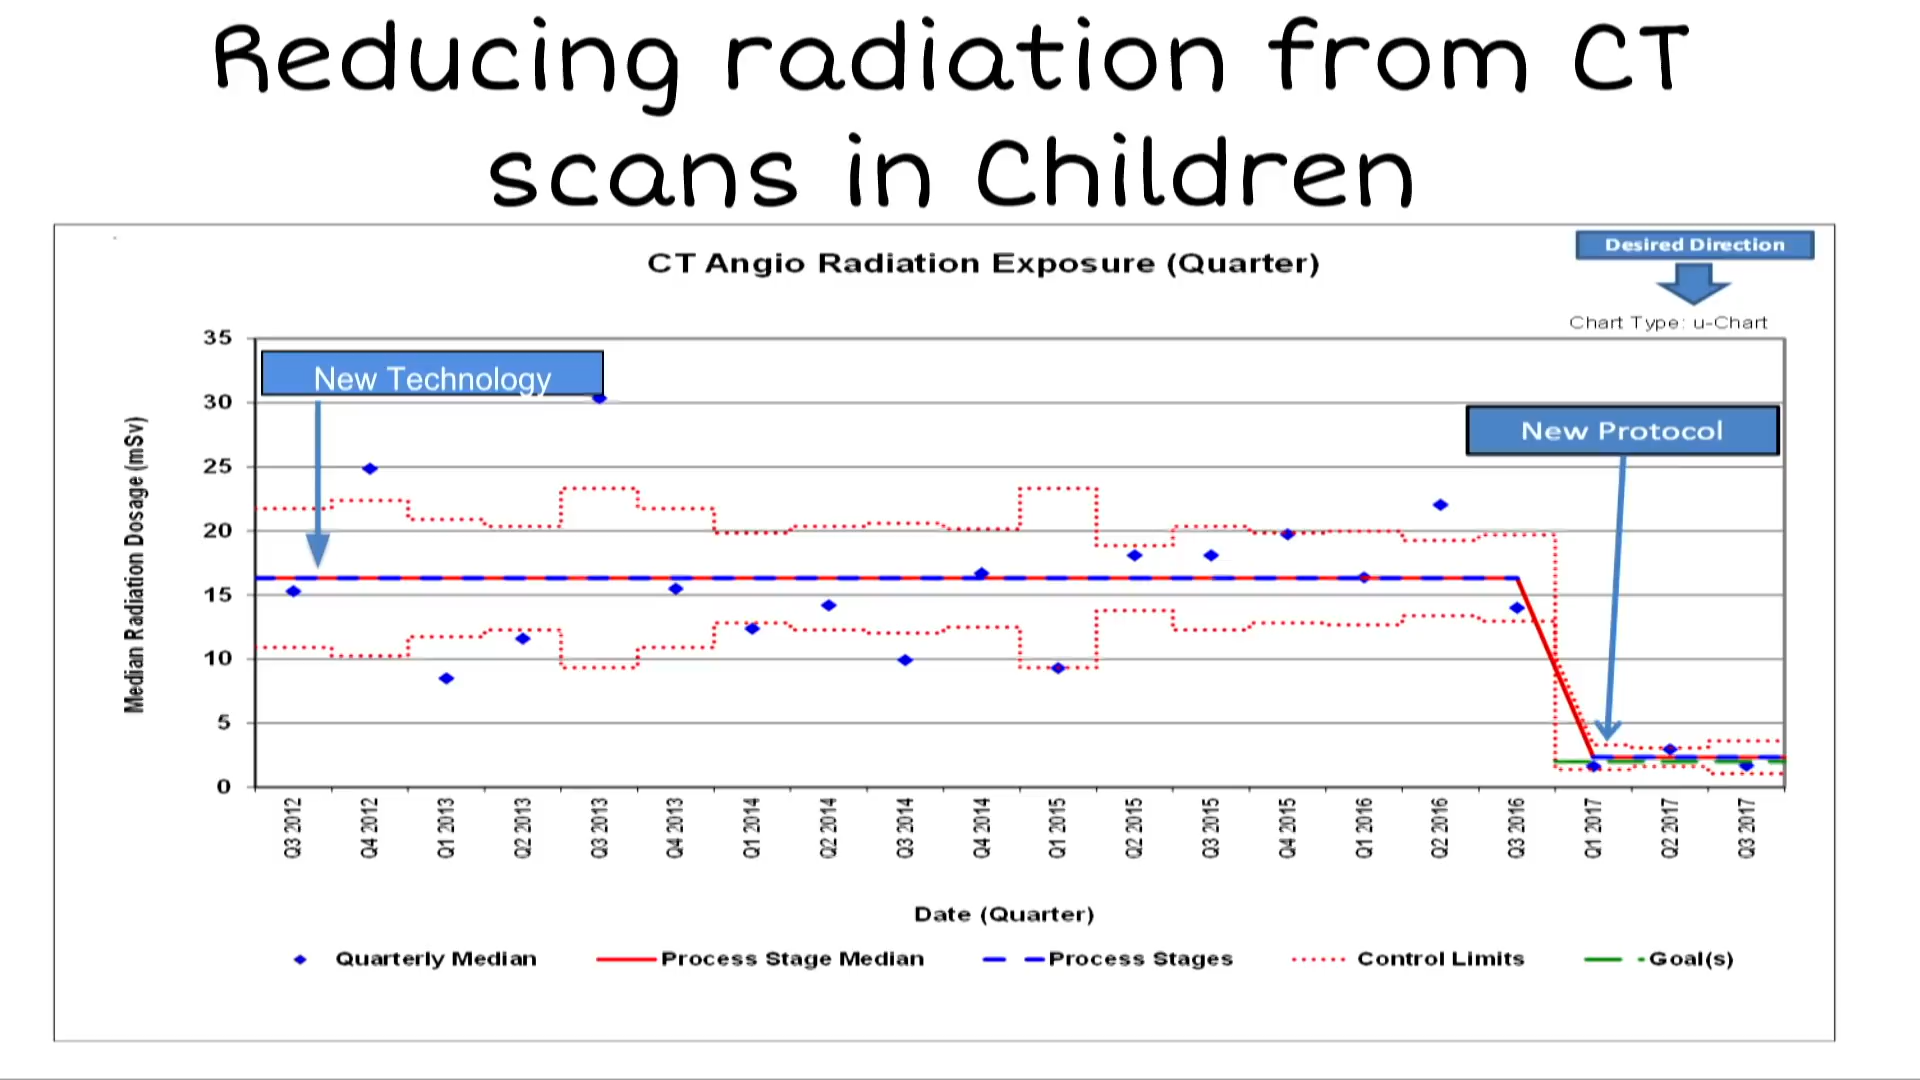 Reducing radiation from CT
scans in Children
Desired Direction
CT Angio Radiation Exposure (Quarter)
Chart Type: u-Chart
35
30
25
20
15
10
5
0
New Technology
New Protocol
Median Radiation Dosage (mSv)
Q3 2012
Q4 2012
Q1 2013
Q2 2013
Q3 2013
Q4 2013
Q1 2014
Q2 2014
Q3 2014
Q4 2014
Q1 2015
Q2 2015
Q3 2015
Q4 2015
Q1 2016
Q2 2016
Q3 2016
Q1 2017
Q2 2017
Q3 2017
Date (Quarter)
Quarterly Median
Process Stage Median
Process Stages
Control Limits
Goal(s)